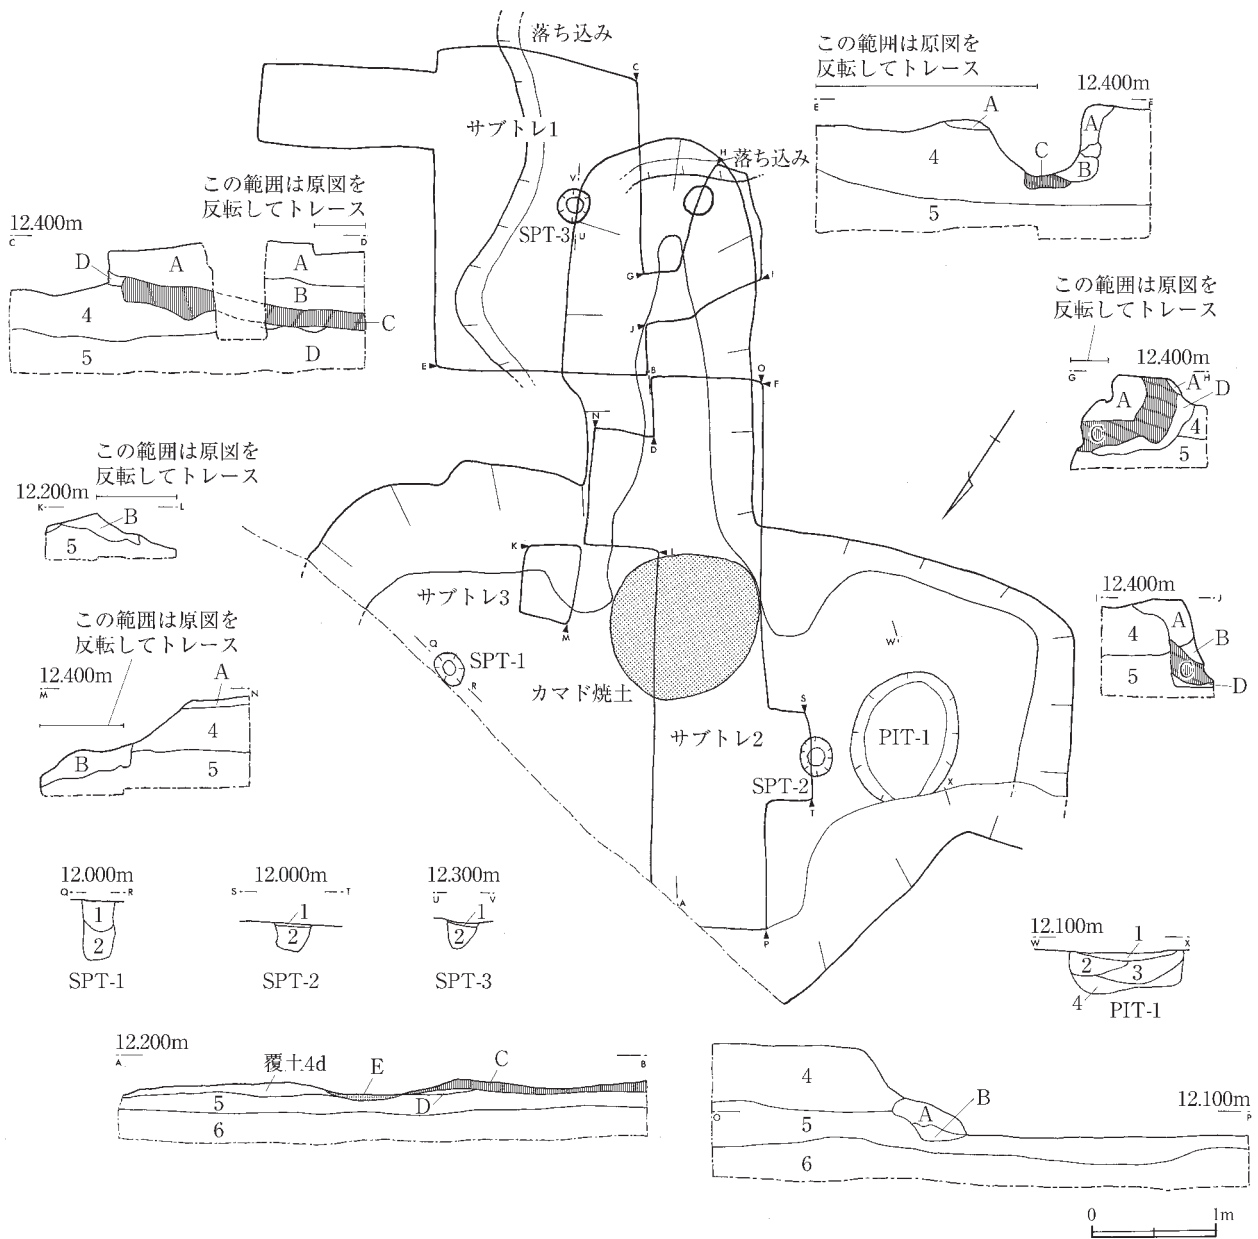 落ち込み
この範囲は原図を
反転してトレース
12.400m
E
F
A
A
4
C
B
5
C
サブトレ1
H
落ち込み
V
SPT-3
U
G
I
J
E
B
O
F
N
D
この範囲は原図を
反転してトレース
12.400m
C
D
D
A
A
B
4
C
5
D
この範囲は原図を
反転してトレース
12.400m
G
H
A
A
D
C
4
5
この範囲は原図を
反転してトレース
12.200m
K
L
B
5
K
L
サブトレ3
M
Q
SPT-1
R
カマド焼土
W
S
サブトレ2
PIT-1
SPT-2
T
X
A
P
12.400m
I
J
4
A
B
5
C
D
この範囲は原図を
反転してトレース
12.400m
M
N
A
4
B
5
12.000m
Q
R
1
2
SPT-1
12.000m
S
T
1
2
SPT-2
12.300m
U
V
1
2
SPT-3
12.100m
W
X
1
2
3
4
PIT-1
12.200m
A
B
覆土4d
E
C
5
D
6
4
12.100m
O
P
A
B
5
6
0
1m